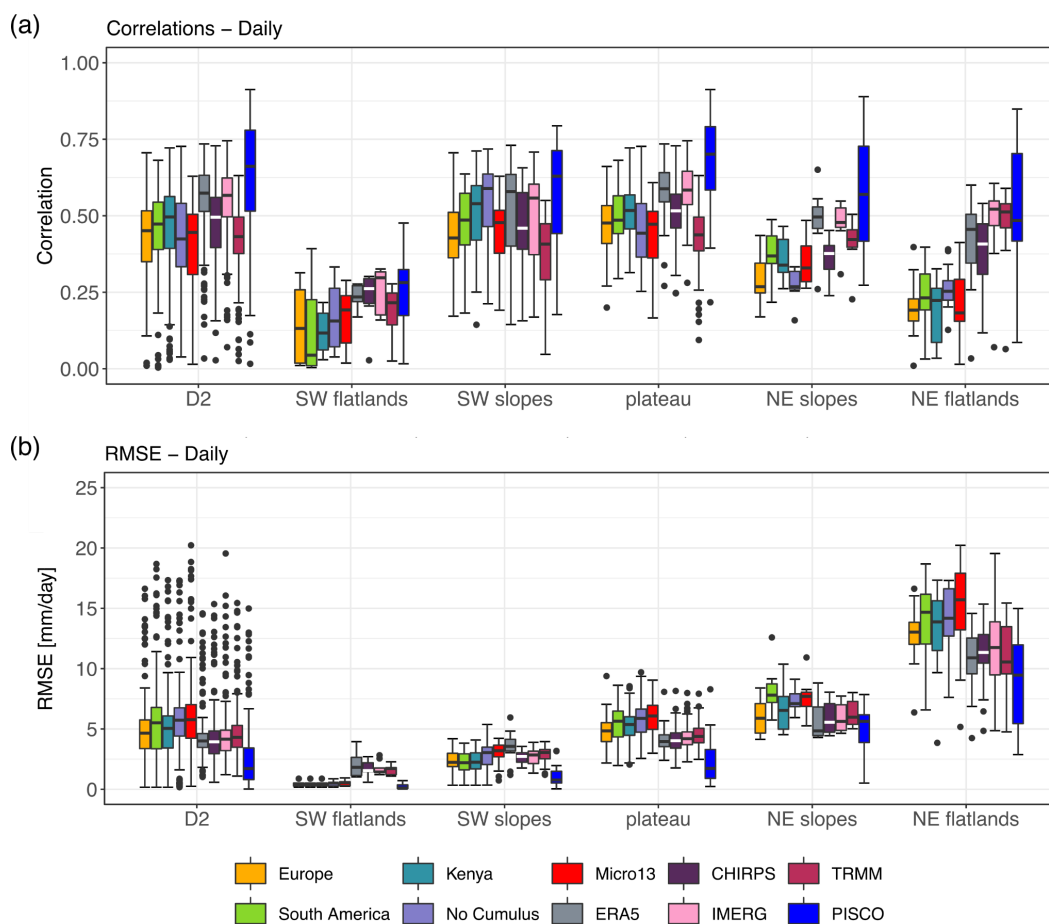 (a)
Correlations – Daily
1.00
0.75
0.50
0.25
0.00
Correlation
D2 SW flatlands SW slopes plateau NE slopes NE flatlands
(b)
RMSE – Daily
25
20
15
10
5
0
RMSE [mm/day]
D2 SW flatlands SW slopes plateau NE slopes NE flatlands
Europe Kenya Micro13 CHIRPS TRMM
South America No Cumulus ERA5 IMERG PISCO